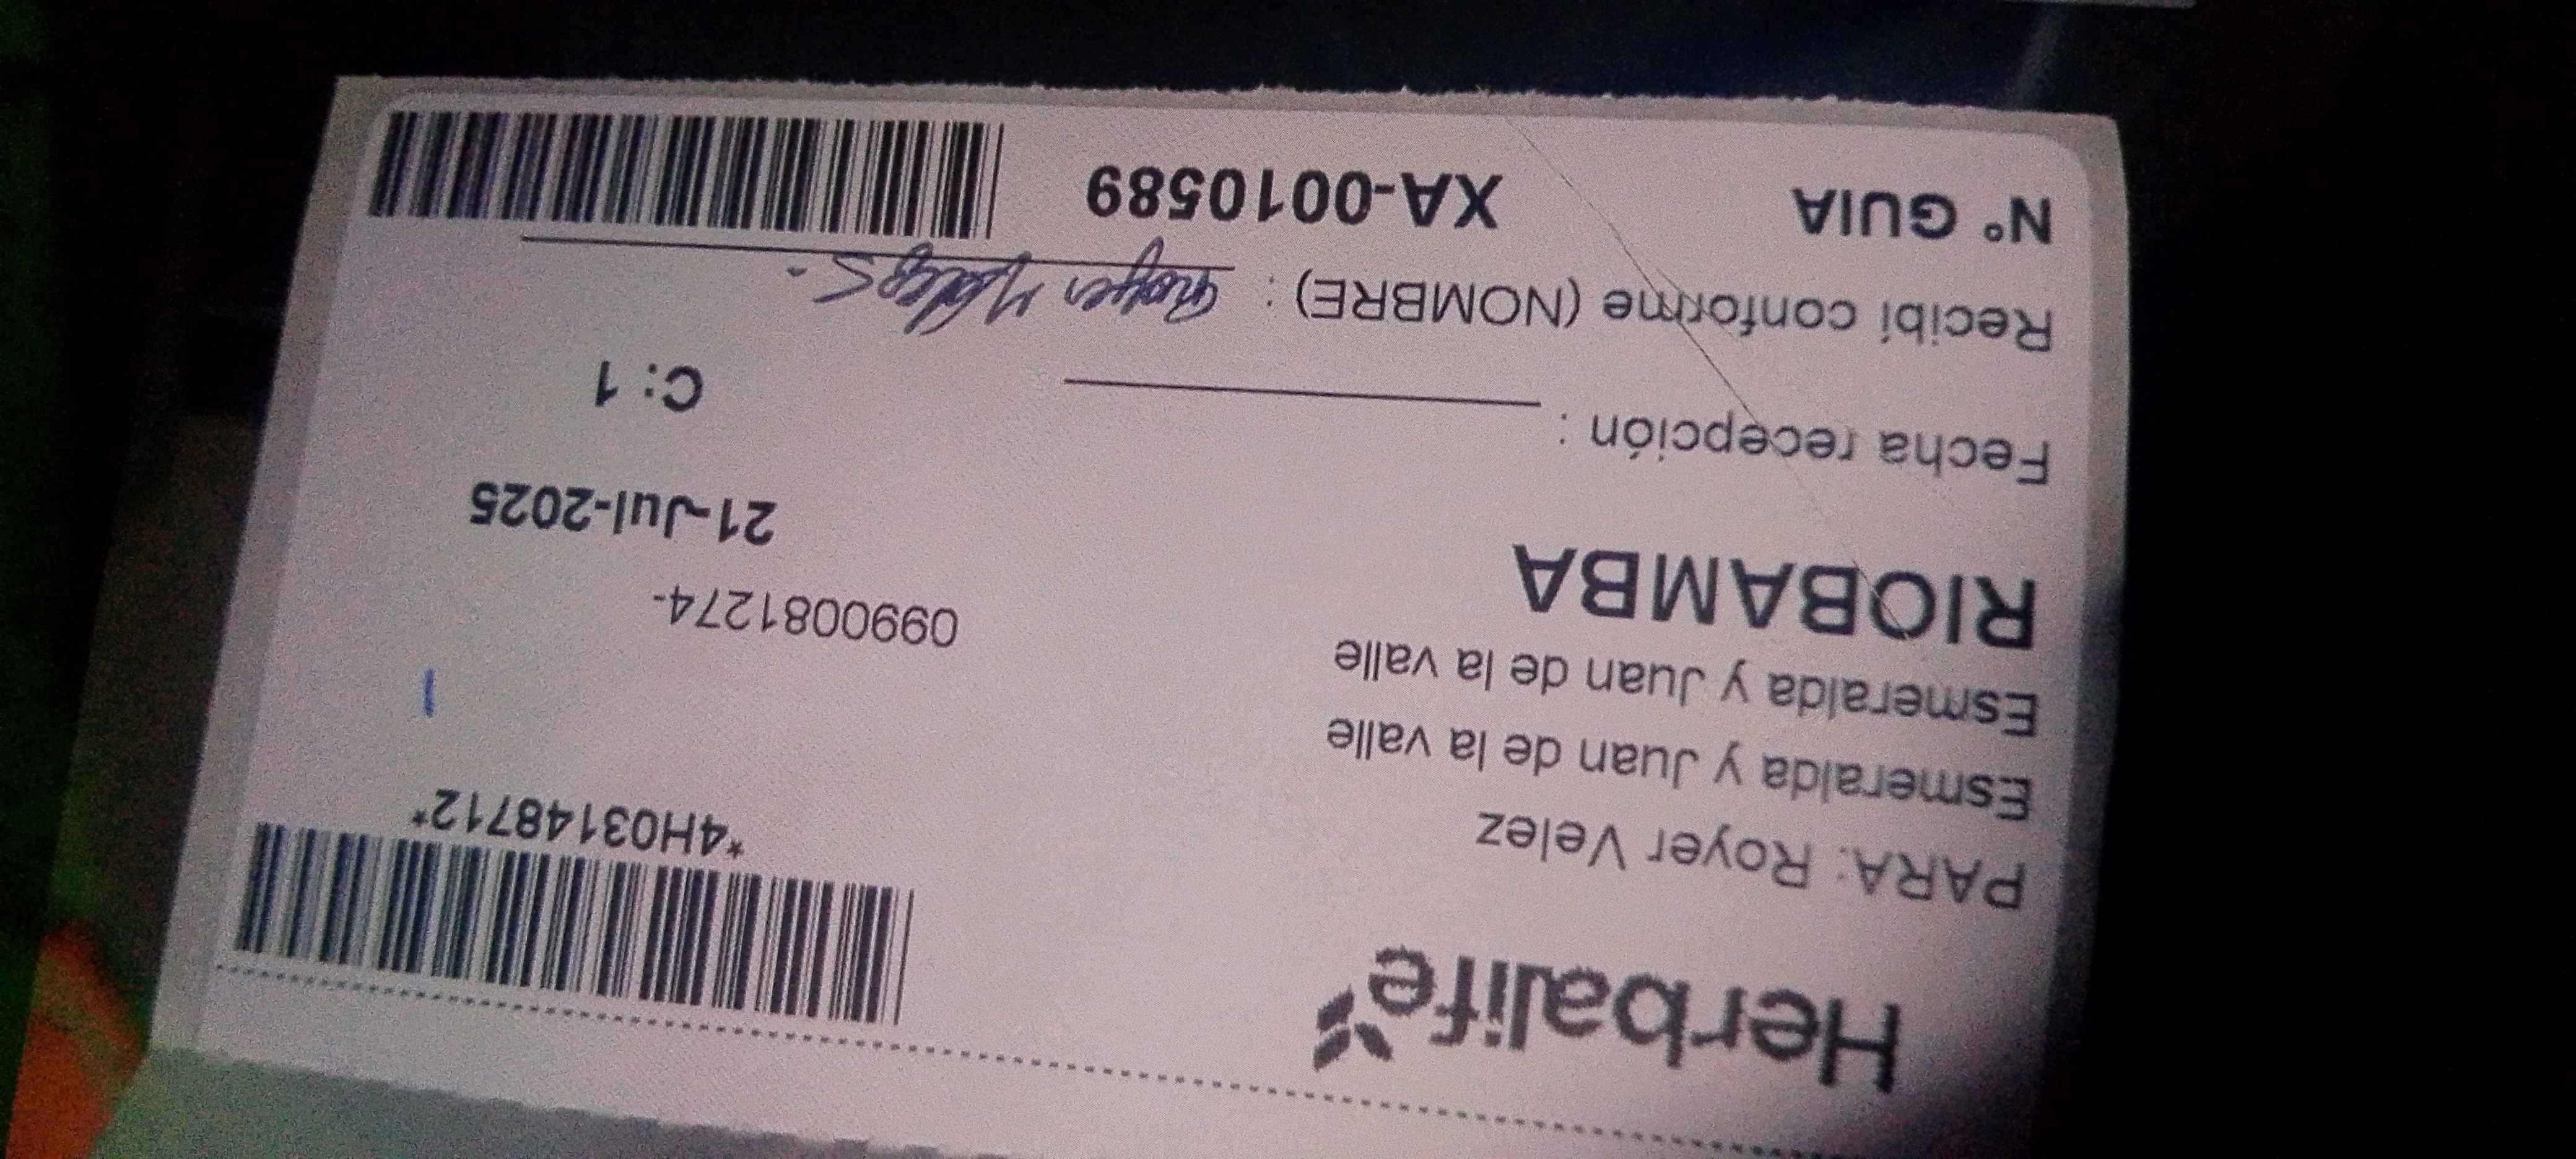 Herbalife
*4H03148712*
PARA: Royer Velez
Esmeralda y Juan de la valle
Esmeralda y Juan de la valle
0990081274-
RIOBAMBA
21-Jul-2025
Fecha recepción :
C: 1
Recibí conforme (NOMBRE) : Royer
N° GUIA XA-0010589